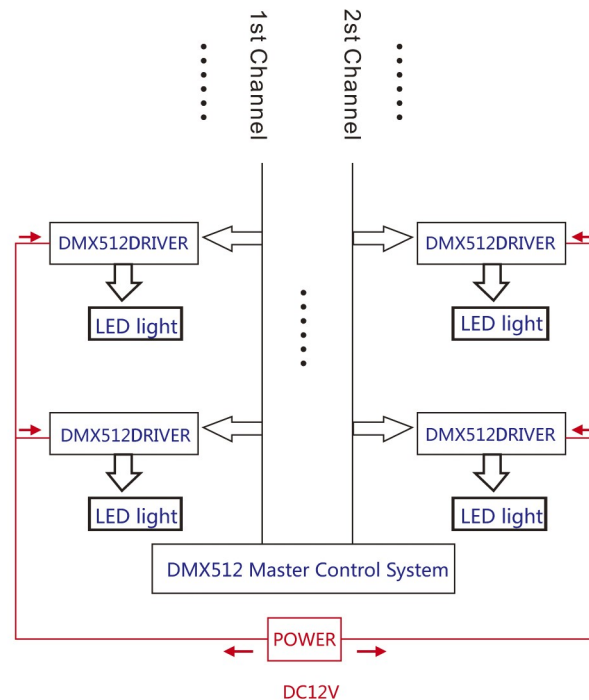 1st Channel
2st Channel
DMX512DRIVER
DMX512DRIVER
LED light
LED light
DMX512DRIVER
DMX512DRIVER
LED light
LED light
DMX512 Master Control System
POWER
DC12V